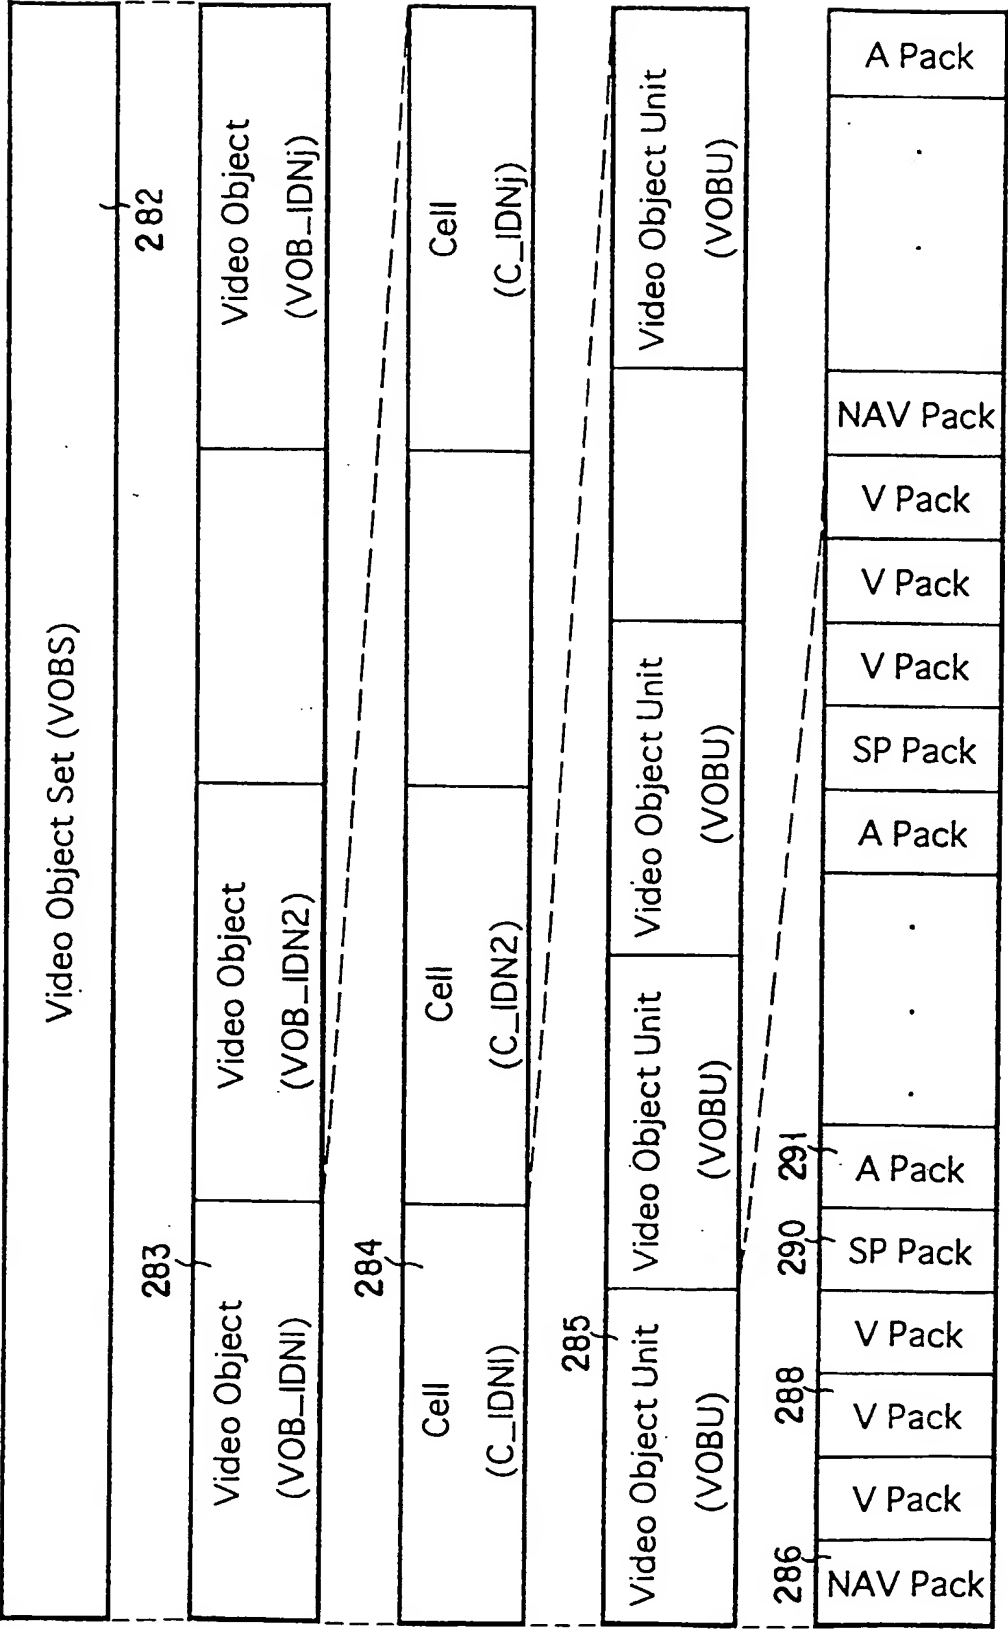 Video Object Set (VOBS)
282
283
Video Object
(VOB_IDN1)
Video Object
(VOB_IDN2)
Video Object
(VOB_IDNj)
284
Cell
(C_IDN1)
Cell
(C_IDN2)
Cell
(C_IDNj)
285
Video Object Unit
(VOBU)
Video Object Unit
(VOBU)
Video Object Unit
(VOBU)
Video Object Unit
(VOBU)
286
288
290
291
NAV Pack
V Pack
V Pack
V Pack
SP Pack
A Pack
. . .
A Pack
SP Pack
V Pack
V Pack
V Pack
NAV Pack
. .
A Pack